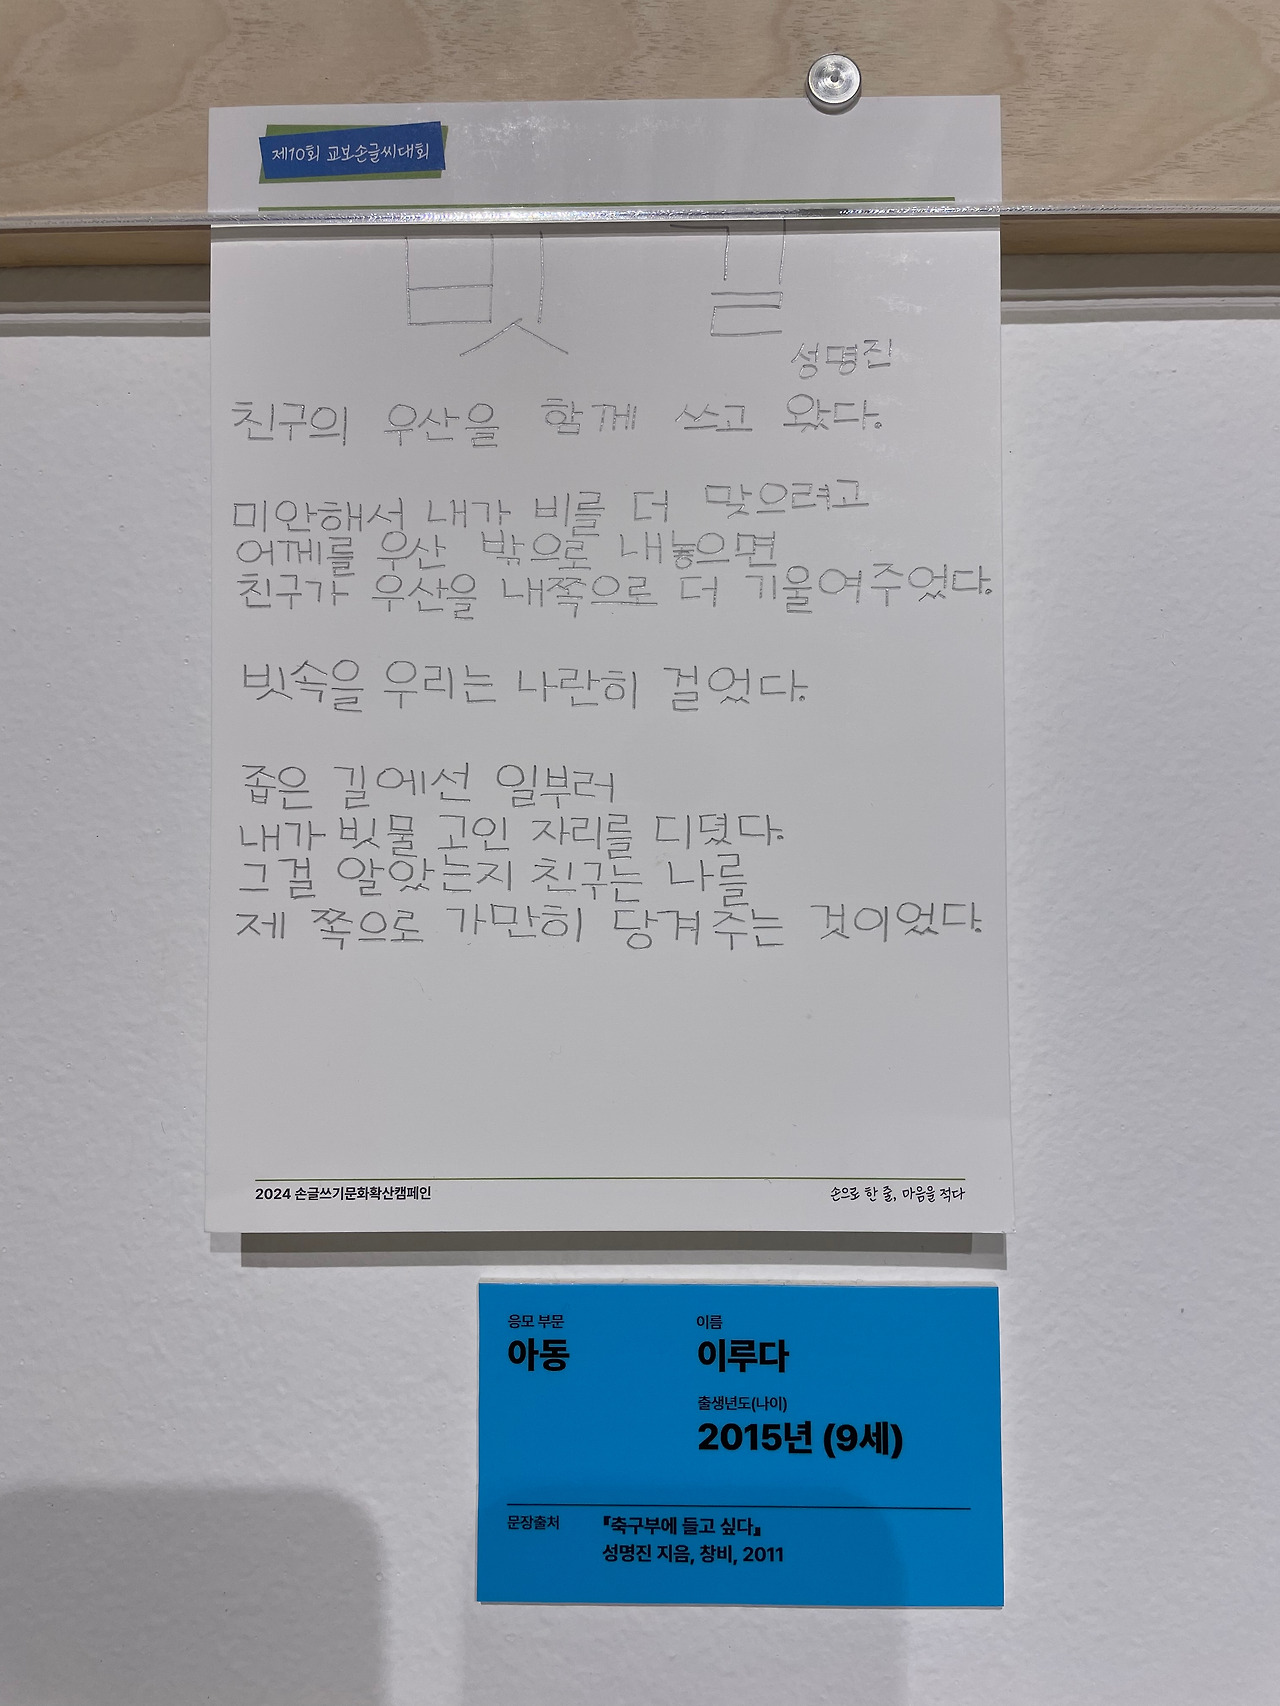 제10회 교보손글씨대회
빗 길
성명진
친구의 우산을 함께 쓰고 왔다.
미안해서 내가 비를 더 맞으려고
어께를 우산 밖으로 내놓으면
친구가 우산을 내쪽으로 더 기울여주었다.
빗속을 우리는 나란히 걸었다.
좁은 길에선 일부러
내가 빗물 고인 자리를 디뎠다.
그걸 알았는지 친구는 나를
제 쪽으로 가만히 당겨주는 것이었다.
2024 손글쓰기문화확산캠페인
손으로 한 줄, 마음을 적다
응모 부문
아동
이름
이루다
출생년도(나이)
2015년 (9세)
문장출처
『축구부에 들고 싶다』
성명진 지음, 창비, 2011